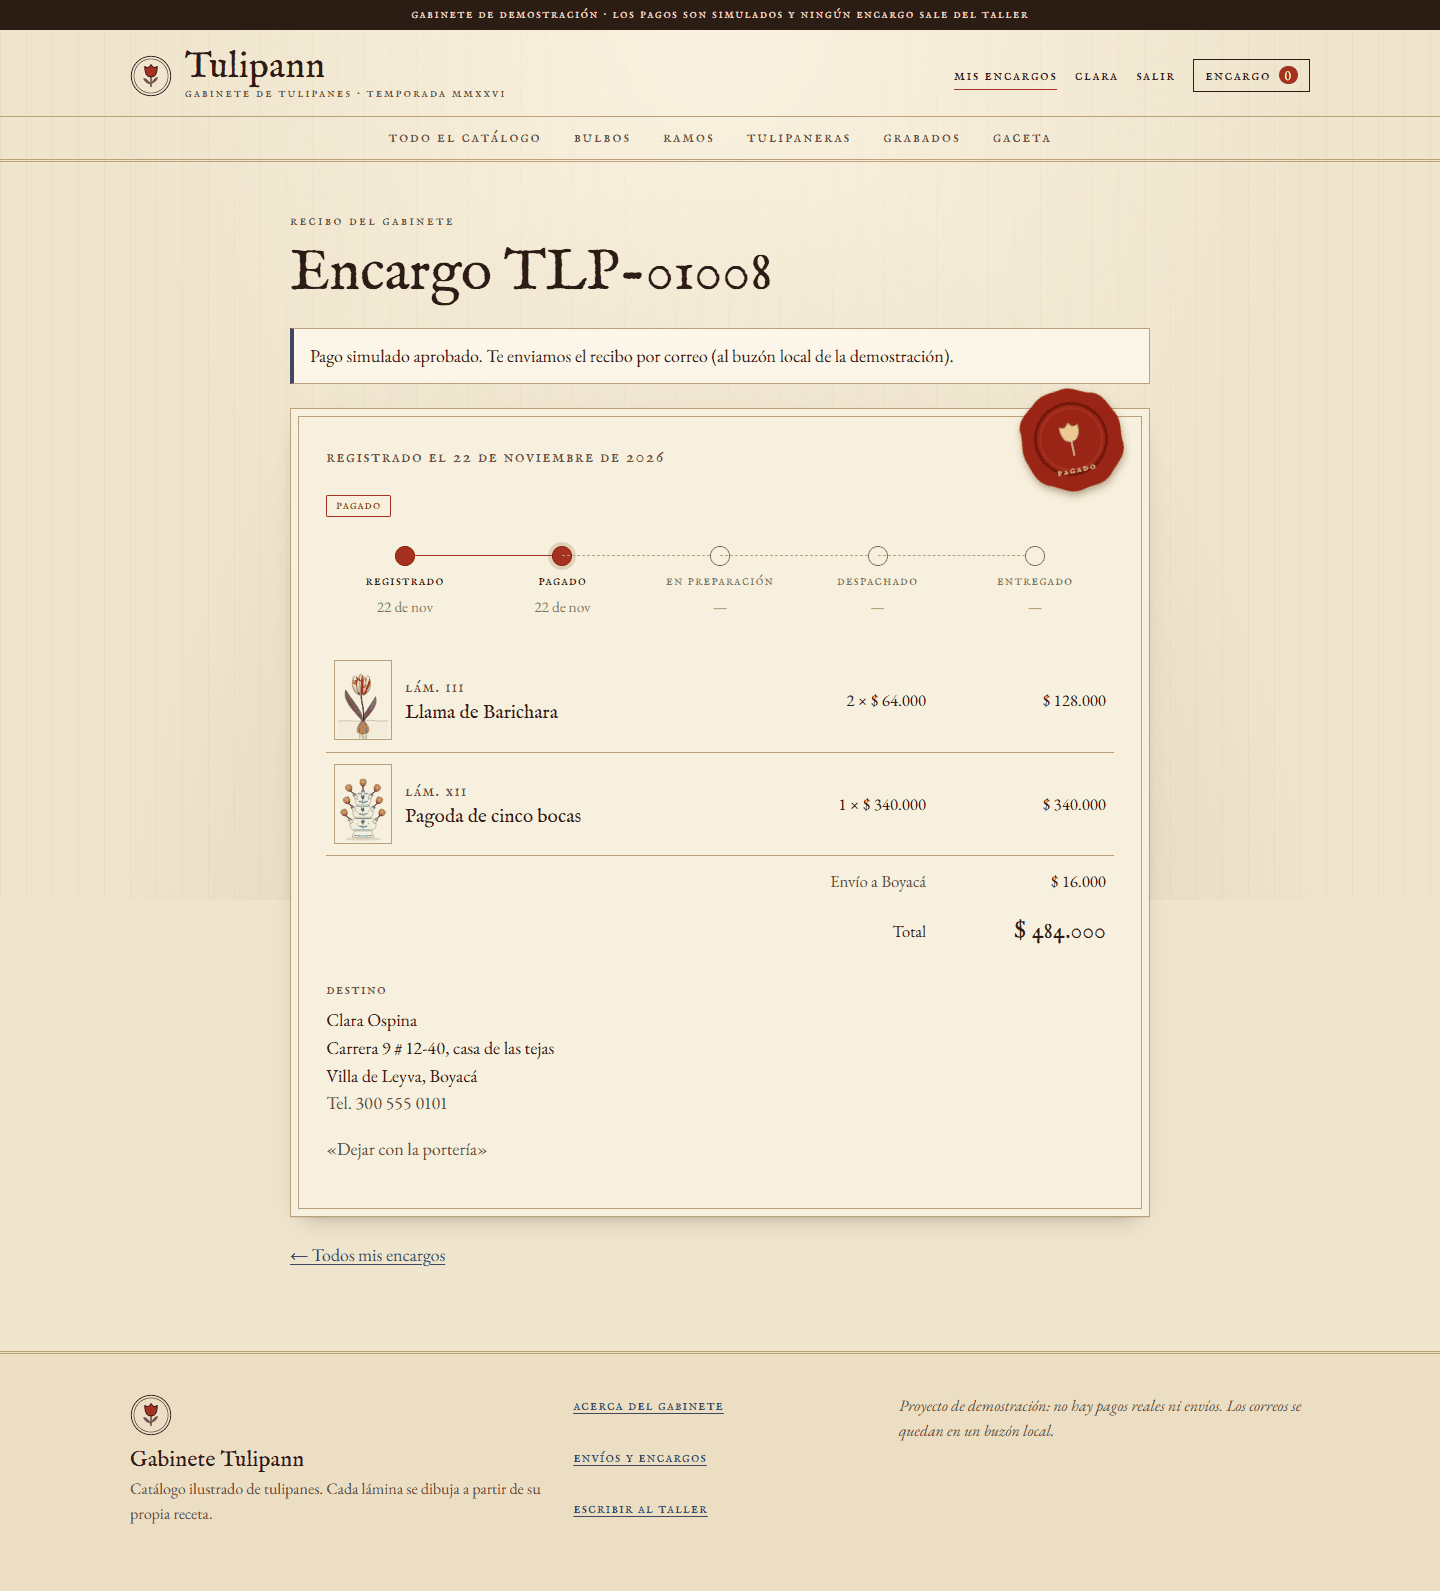 GABINETE DE DEMOSTRACIÓN · LOS PAGOS SON SIMULADOS Y NINGÚN ENCARGO SALE DEL TALLER
Tulipann
GABINETE DE TULIPANES · TEMPORADA MMXXVI
MIS ENCARGOS CLARA SALIR ENCARGO 0
TODO EL CATÁLOGO BULBOS RAMOS TULIPANERAS GRABADOS GACETA
RECIBO DEL GABINETE
Encargo TLP-01008
Pago simulado aprobado. Te enviamos el recibo por correo (al buzón local de la demostración).
PAGADO
REGISTRADO EL 22 DE NOVIEMBRE DE 2026
PAGADO
REGISTRADO PAGADO EN PREPARACIÓN DESPACHADO ENTREGADO
22 de nov 22 de nov — — —
LÁM. III
Llama de Barichara 2 × $ 64.000 $ 128.000
LÁM. XII
Pagoda de cinco bocas 1 × $ 340.000 $ 340.000
Envío a Boyacá $ 16.000
Total $ 484.000
DESTINO
Clara Ospina
Carrera 9 # 12-40, casa de las tejas
Villa de Leyva, Boyacá
Tel. 300 555 0101
«Dejar con la portería»
← Todos mis encargos
Gabinete Tulipann
Catálogo ilustrado de tulipanes. Cada lámina se dibuja a partir de su
propia receta.
ACERCA DEL GABINETE
ENVÍOS Y ENCARGOS
ESCRIBIR AL TALLER
Proyecto de demostración: no hay pagos reales ni envíos. Los correos se
quedan en un buzón local.